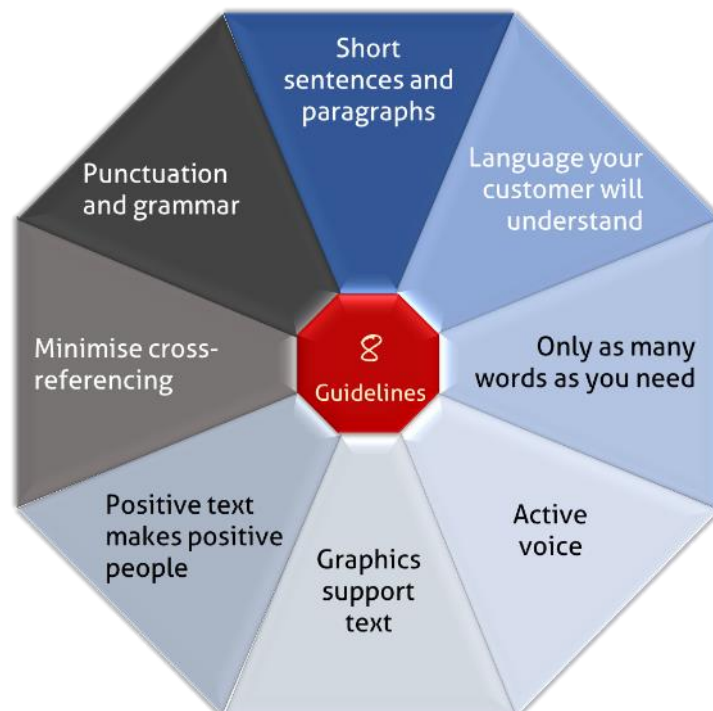 Short
sentences and
paragraphs
Language your
customer will
understand
Only as many
words as you need
Active
voice
Graphics
support
text
Positive text
makes positive
people
Minimise cross-
referencing
Punctuation
and grammar
8
Guidelines